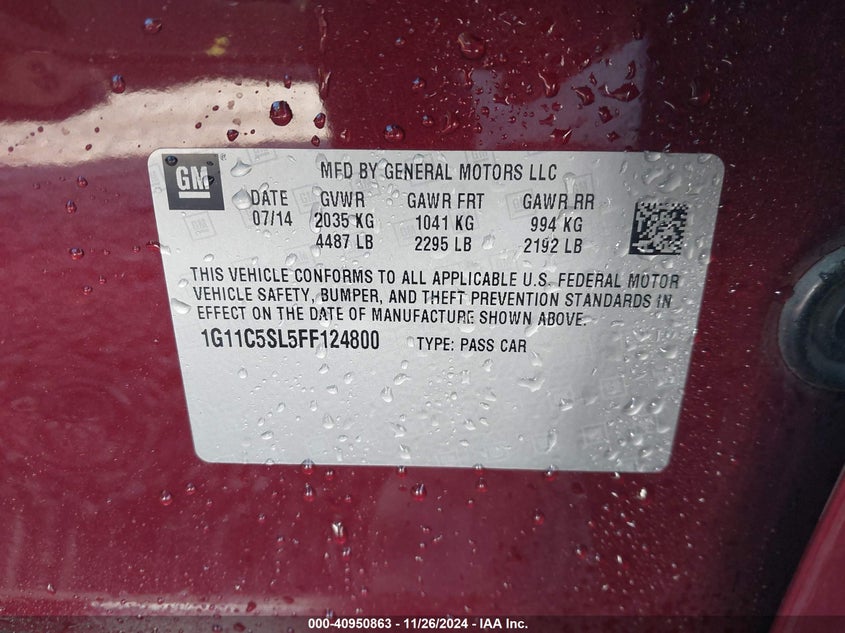 GM
MFD BY GENERAL MOTORS LLC
DATE GVWR GAWR FRT GAWR RR
07/14 2035 KG 1041 KG 994 KG
4487 LB 2295 LB 2192 LB
THIS VEHICLE CONFORMS TO ALL APPLICABLE U.S. FEDERAL MOTOR
VEHICLE SAFETY, BUMPER, AND THEFT PREVENTION STANDARDS IN
EFFECT ON THE DATE OF MANUFACTURE SHOWN ABOVE.
1G11C5SL5FF124800 TYPE: PASS CAR
000-40950863 - 11/26/2024 - IAA Inc.